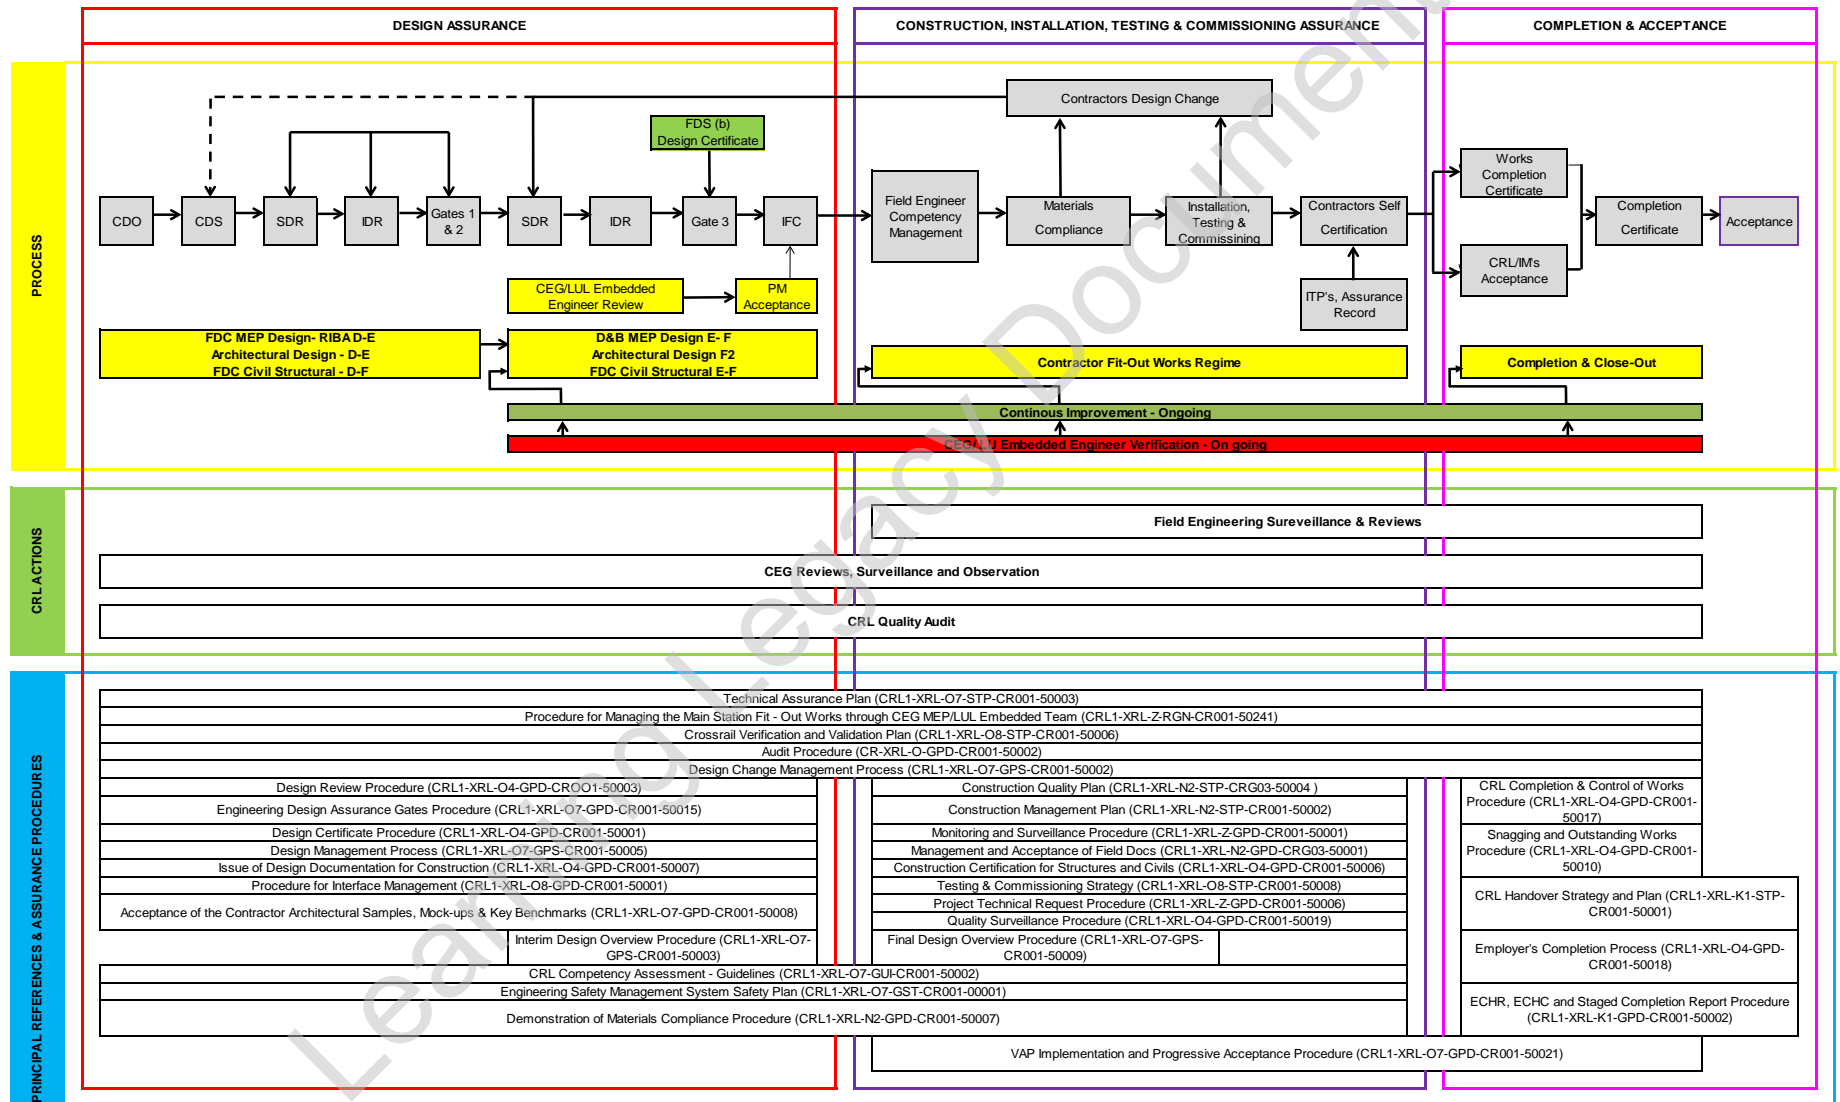 DESIGN ASSURANCE
CONSTRUCTION, INSTALLATION, TESTING & COMMISSIONING ASSURANCE
COMPLETION & ACCEPTANCE
PROCESS
Contractors Design Change
FDS (b)
Design Certificate
CDO
CDS
SDR
IDR
Gates 1
& 2
SDR
IDR
Gate 3
IFC
Field Engineer
Competency
Management
Materials
Compliance
Installation,
Testing &
Commissining
Contractors Self
Certification
Works
Completion
Certificate
CRL/IM's
Acceptance
Completion
Certificate
Acceptance
CEG/LUL Embedded
Engineer Review
PM
Acceptance
ITP's, Assurance
Record
FDC MEP Design- RIBA D-E
Architectural Design - D-E
FDC Civil Structural - D-F
D&B MEP Design E- F
Architectural Design F2
FDC Civil Structural E-F
Contractor Fit-Out Works Regime
Completion & Close-Out
Continous Improvement - Ongoing
CEG/LU Embedded Engineer Verification - On going
CRL ACTIONS
Field Engineering Sureveillance & Reviews
CEG Reviews, Surveillance and Observation
CRL Quality Audit
PRINCIPAL REFERENCES & ASSURANCE PROCEDURES
Technical Assurance Plan (CRL1-XRL-O7-STP-CR001-50003)
Procedure for Managing the Main Station Fit - Out Works through CEG MEP/LUL Embedded Team (CRL1-XRL-Z-RGN-CR001-50241)
Crossrail Verification and Validation Plan (CRL1-XRL-O8-STP-CR001-50006)
Audit Procedure (CR-XRL-O-GPD-CR001-50002)
Design Change Management Process (CRL1-XRL-O7-GPS-CR001-50002)
Design Review Procedure (CRL1-XRL-O4-GPD-CROO1-50003)
Engineering Design Assurance Gates Procedure (CRL1-XRL-O7-GPD-CR001-50015)
Design Certificate Procedure (CRL1-XRL-O4-GPD-CR001-50001)
Design Management Process (CRL1-XRL-O7-GPS-CR001-50005)
Issue of Design Documentation for Construction (CRL1-XRL-O4-GPD-CR001-50007)
Procedure for Interface Management (CRL1-XRL-O8-GPD-CR001-50001)
Acceptance of the Contractor Architectural Samples, Mock-ups & Key Benchmarks (CRL1-XRL-O7-GPD-CR001-50008)
Interim Design Overview Procedure (CRL1-XRL-O7-
GPS-CR001-50003)
Construction Quality Plan (CRL1-XRL-N2-STP-CRG03-50004 )
Construction Management Plan (CRL1-XRL-N2-STP-CR001-50002)
Monitoring and Surveillance Procedure (CRL1-XRL-Z-GPD-CR001-50001)
Management and Acceptance of Field Docs (CRL1-XRL-N2-GPD-CRG03-50001)
Construction Certification for Structures and Civils (CRL1-XRL-O4-GPD-CR001-50006)
Testing & Commissioning Strategy (CRL1-XRL-O8-STP-CR001-50008)
Project Technical Request Procedure (CRL1-XRL-Z-GPD-CR001-50006)
Quality Surveillance Procedure (CRL1-XRL-O4-GPD-CR001-50019)
Final Design Overview Procedure (CRL1-XRL-O7-GPS-
CR001-50009)
CRL Completion & Control of Works
Procedure (CRL1-XRL-O4-GPD-CR001-
50017)
Snagging and Outstanding Works
Procedure (CRL1-XRL-O4-GPD-CR001-
50010)
CRL Handover Strategy and Plan (CRL1-XRL-K1-STP-
CR001-50001)
Employer's Completion Process (CRL1-XRL-O4-GPD-
CR001-50018)
ECHR, ECHC and Staged Completion Report Procedure
(CRL1-XRL-K1-GPD-CR001-50002)
CRL Competency Assessment - Guidelines (CRL1-XRL-O7-GUI-CR001-50002)
Engineering Safety Management System Safety Plan (CRL1-XRL-O7-GST-CR001-00001)
Demonstration of Materials Compliance Procedure (CRL1-XRL-N2-GPD-CR001-50007)
VAP Implementation and Progressive Acceptance Procedure (CRL1-XRL-O7-GPD-CR001-50021)
Learning Legacy Document